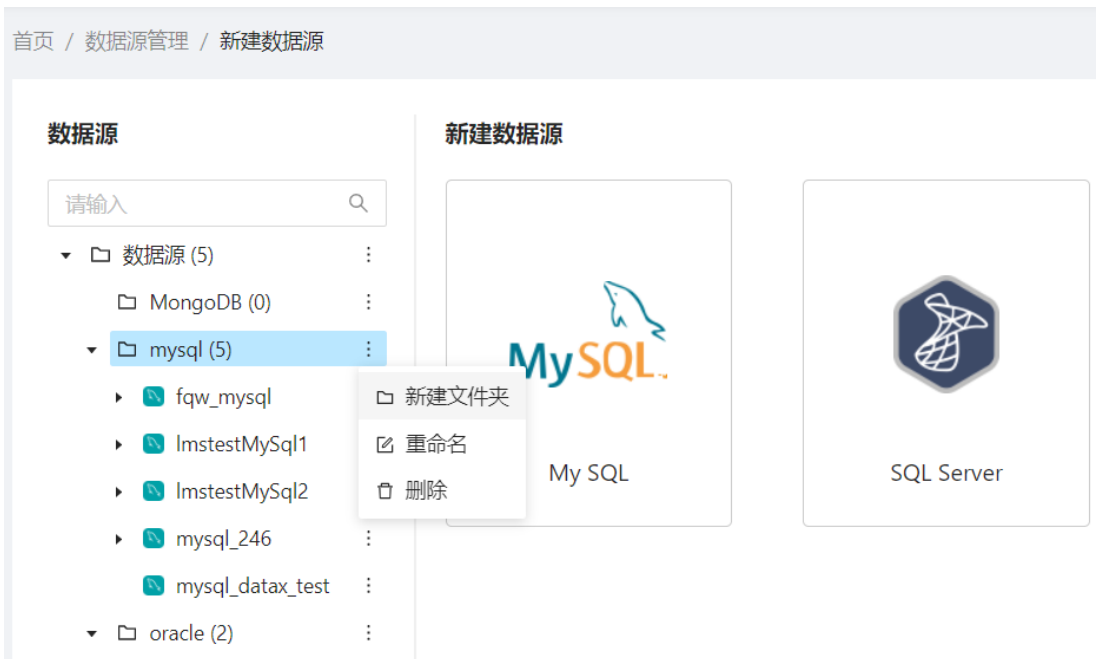 首页 / 数据源管理 / 新建数据源
数据源
请输入
数据源 (5)
MongoDB (0)
mysql (5)
fqw_mysql
lmstestMySql1
lmstestMySql2
mysql_246
mysql_datax_test
oracle (2)
新建文件夹
重命名
删除
新建数据源
MySQL
My SQL
SQL Server